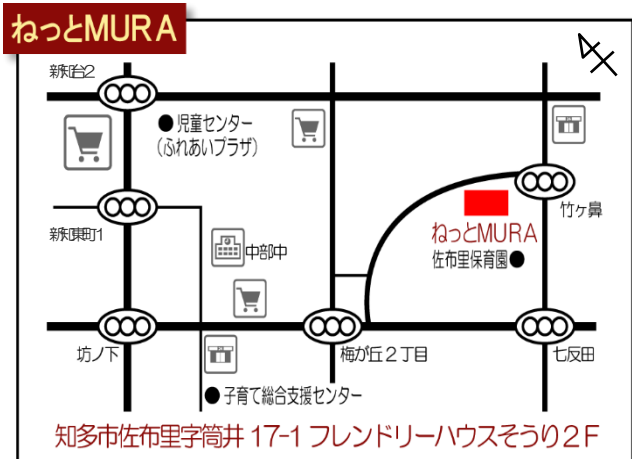 ねっとMURA
新知台2
●児童センター
(ふれあいプラザ)
竹ヶ鼻
ねっとMURA
佐布里保育園●
新知東町1
中部中
坊ノ下
梅が丘2丁目
七反田
●子育て総合支援センター
知多市佐布里字筒井 17-1 フレンドリーハウスそうり2F